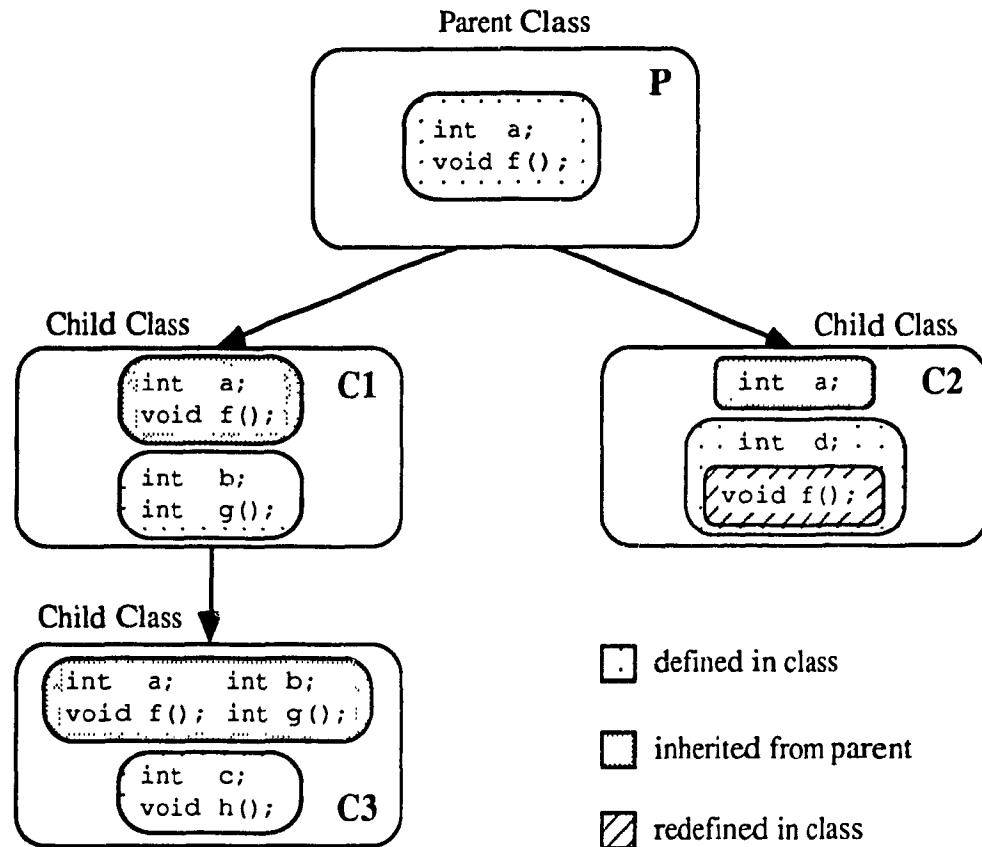 Parent Class
P
int a;
void f();
Child Class
C1
int a;
void f();
int b;
int g();
Child Class
C2
int a;
int d;
void f();
Child Class
int a; int b;
void f(); int g();
int c;
void h();
C3
defined in class
inherited from parent
redefined in class